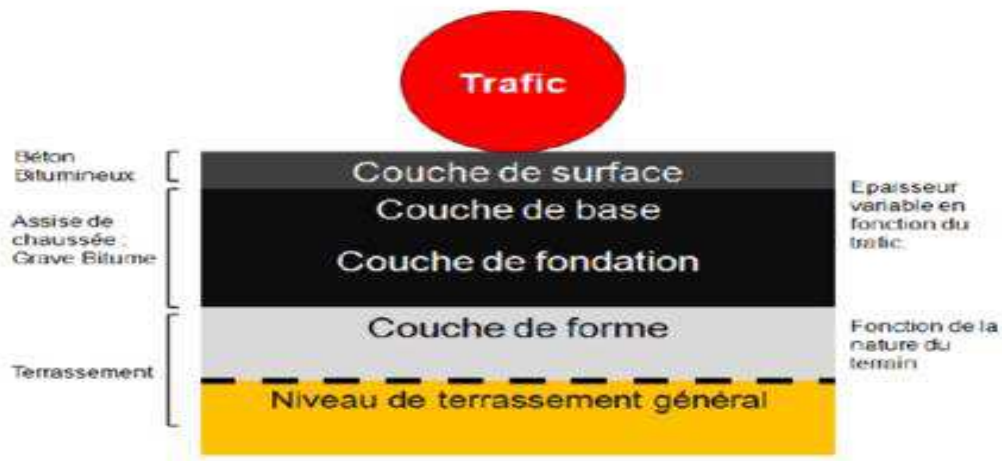 Trafic
Béton
Bitumineux
Couche de surface
Couche de base
Assise de
chaussée :
Grave Bitume
Couche de fondation
Epaisseur
variable en
fonction du
trafic.
Couche de forme
Terrassement
Fonction de la
nature du
terrain
Niveau de terrassement général